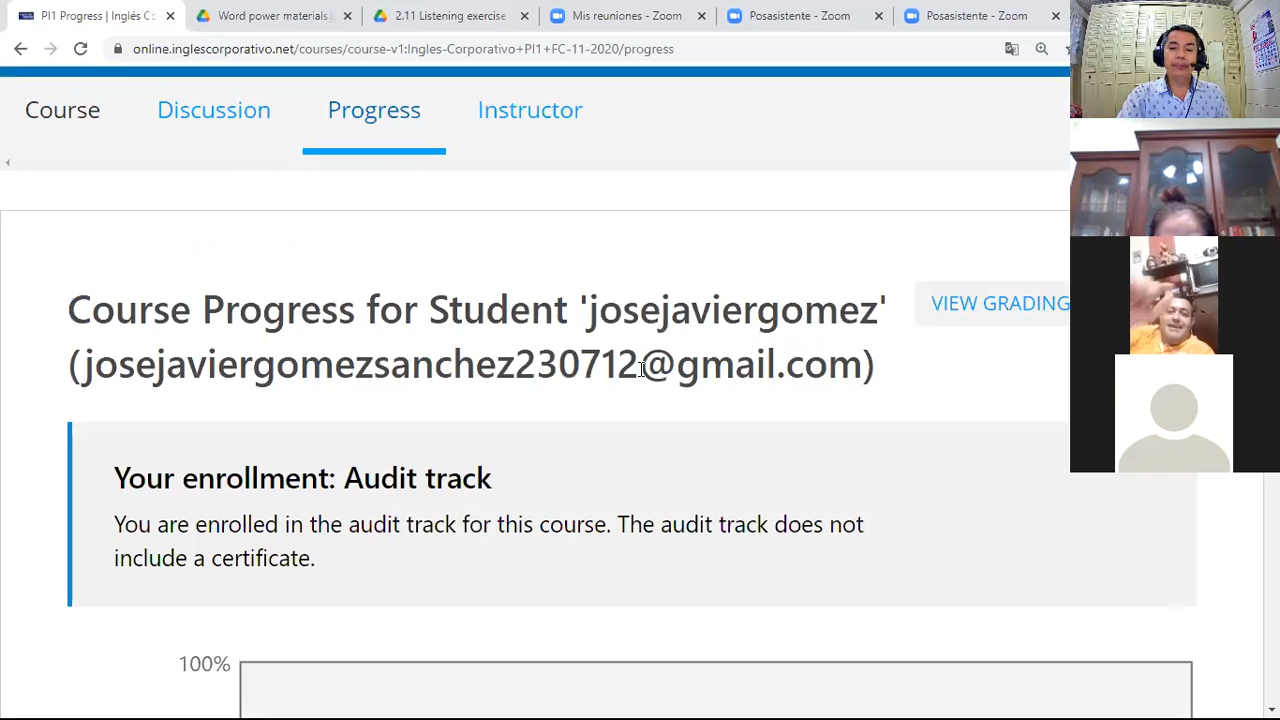 PI1 Progress | Inglés C
Word power materials
2.11 Listening
Mis reuniones - Zoom
Posasistente - Zoom
Posasistente - Zoom
online.inglescorporativo.net/courses/course-v1:Ingles-Corporativo+PI1+FC-11-2020/progress
Course
Discussion
Progress
Instructor
Course Progress for Student 'josejaviergomez'
(josejaviergomezsanchez230712@gmail.com)
VIEW GRADING
Your enrollment: Audit track
You are enrolled in the audit track for this course. The audit track does not
include a certificate.
100%